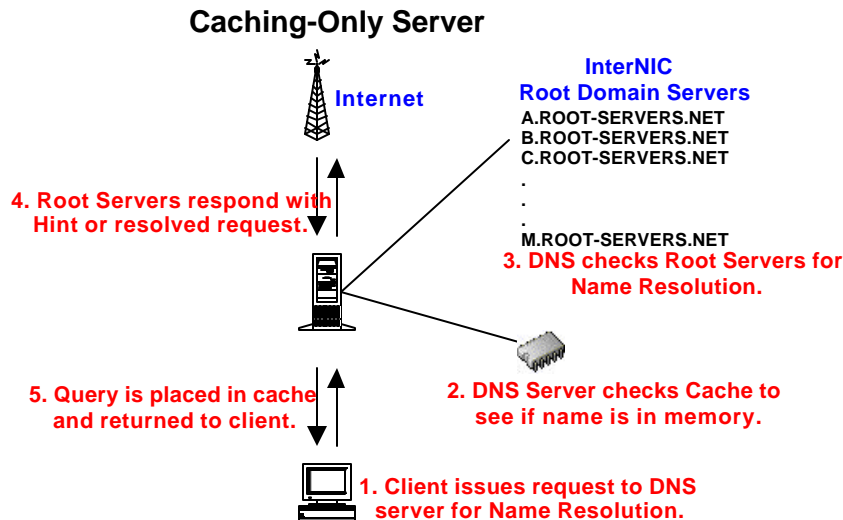 Caching-Only Server
Internet
InterNIC
Root Domain Servers
A.ROOT-SERVERS.NET
B.ROOT-SERVERS.NET
C.ROOT-SERVERS.NET
.
.
.
M.ROOT-SERVERS.NET
4. Root Servers respond with
Hint or resolved request.
3. DNS checks Root Servers for
Name Resolution.
5. Query is placed in cache
and returned to client.
2. DNS Server checks Cache to
see if name is in memory.
1. Client issues request to DNS
server for Name Resolution.